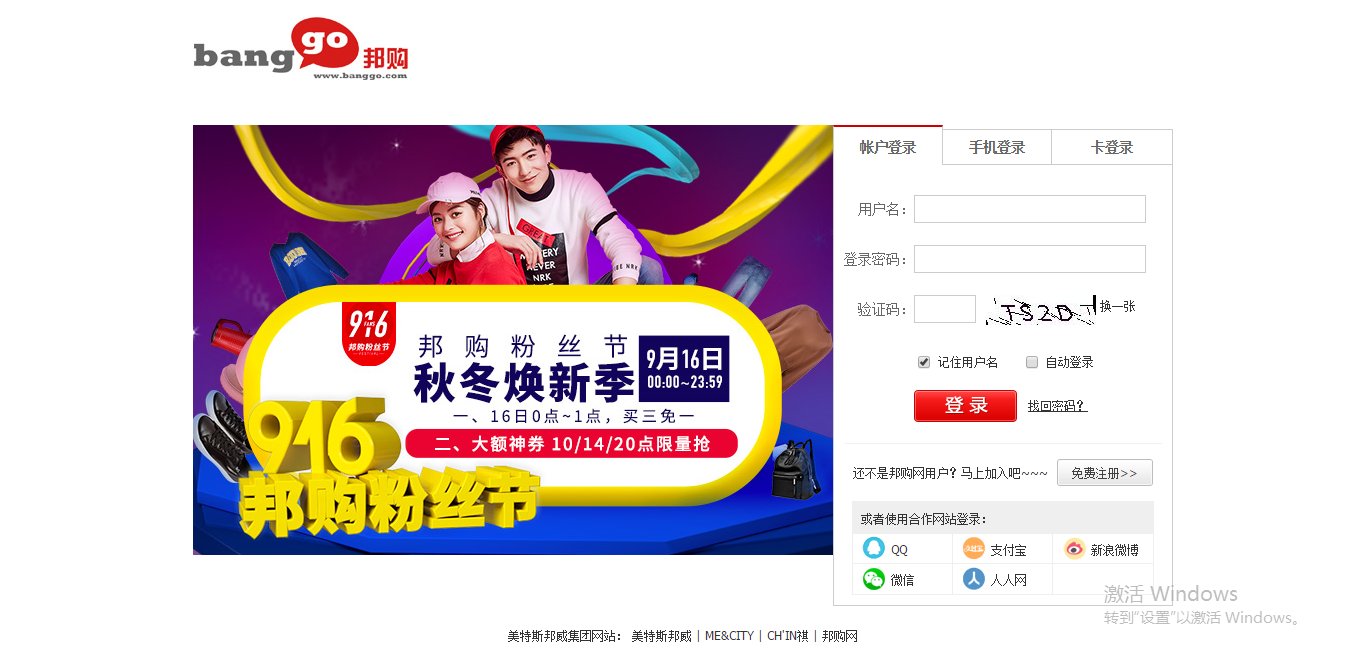 bang go 邦购
www.banggo.com
帐户登录 手机登录 卡登录
用户名：
登录密码：
验证码： 换一张
记住用户名 自动登录
登 录 找回密码？
还不是邦购网用户？马上加入吧~~~ 免费注册>>
或者使用合作网站登录：
QQ 支付宝 新浪微博
微信 人人网
GREAT
NEVER
NRK
BE NRK
916
FANS
邦购粉丝节
FESTIVAL
邦购粉丝节
秋冬焕新季
9月16日
00:00~23:59
一、16日0点~1点，买三免一
二、大额神券 10/14/20点限量抢
916
邦购粉丝节
激活 Windows
转到"设置"以激活 Windows。
美特斯邦威集团网站： 美特斯邦威 | ME&CITY | CH'IN祺 | 邦购网